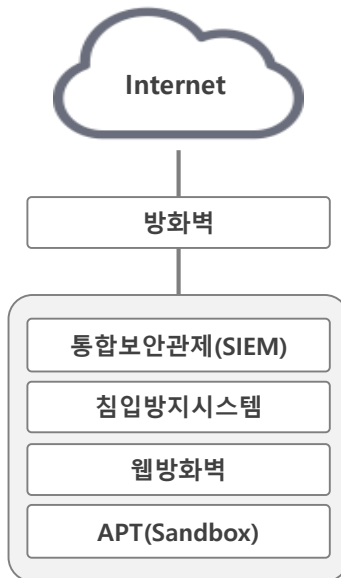 Internet
방화벽
통합보안관제(SIEM)
침입방지시스템
웹방화벽
APT(Sandbox)